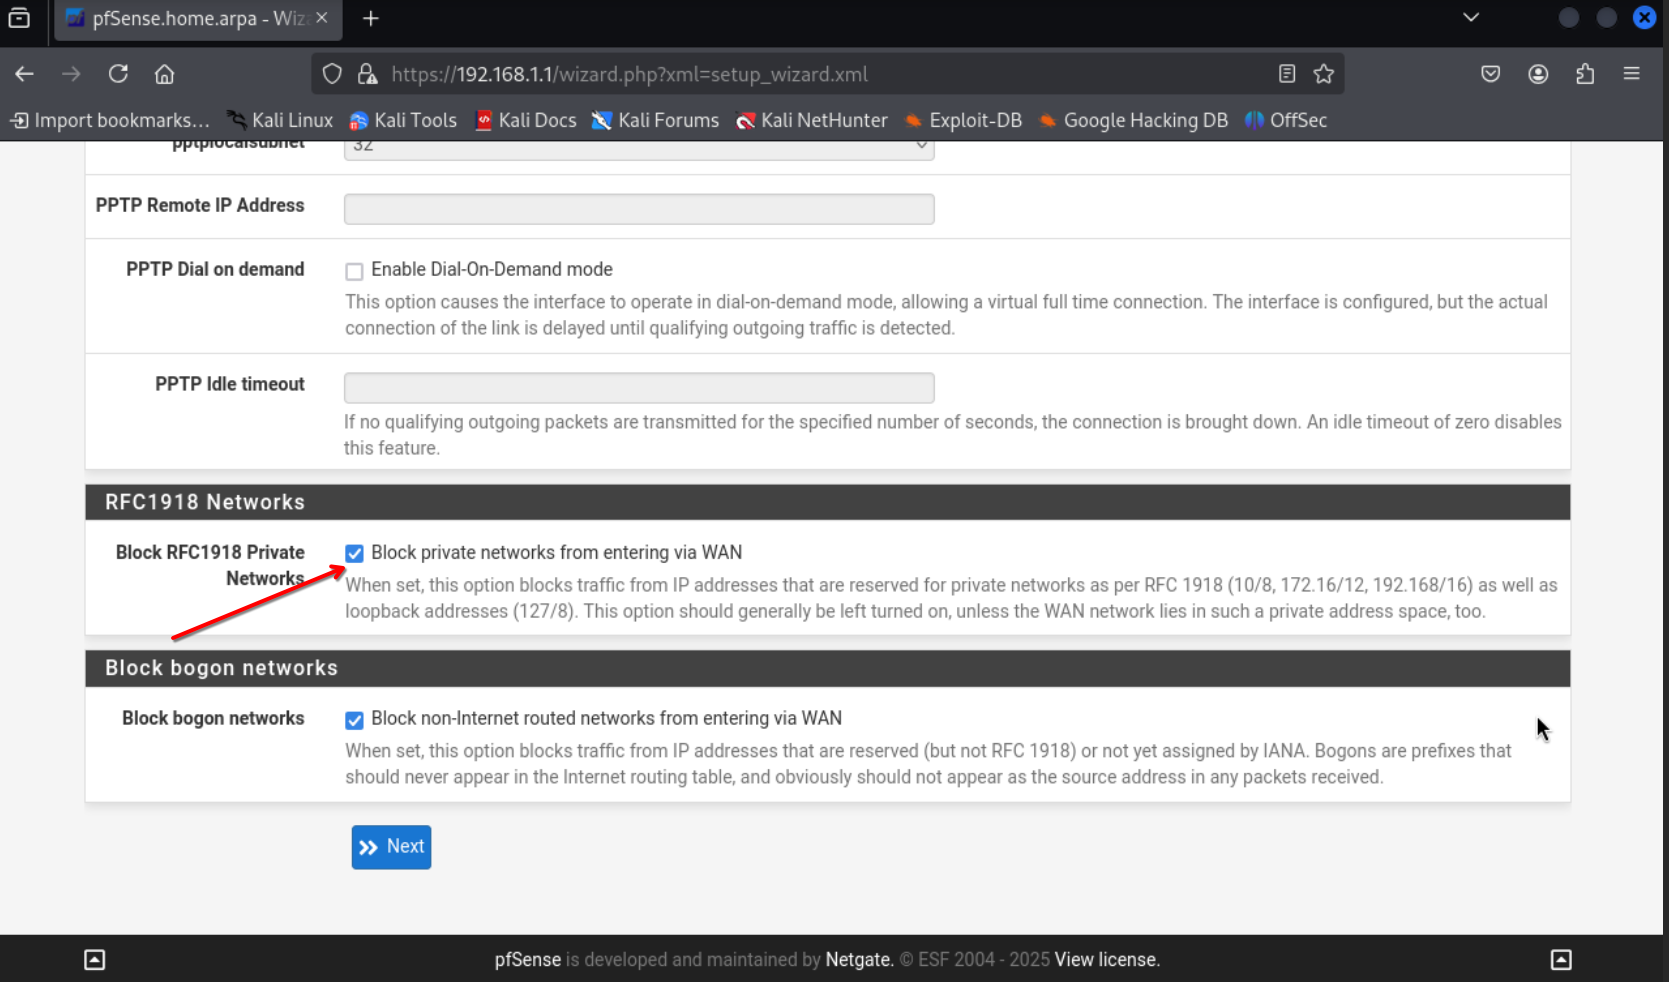 pfSense.home.arpa - Wiz
https://192.168.1.1/wizard.php?xml=setup_wizard.xml
Import bookmarks...
Kali Linux
Kali Tools
Kali Docs
Kali Forums
Kali NetHunter
Exploit-DB
Google Hacking DB
OffSec
pptplocalsubnet
32
PPTP Remote IP Address
PPTP Dial on demand
Enable Dial-On-Demand mode
This option causes the interface to operate in dial-on-demand mode, allowing a virtual full time connection. The interface is configured, but the actual
connection of the link is delayed until qualifying outgoing traffic is detected.
PPTP Idle timeout
If no qualifying outgoing packets are transmitted for the specified number of seconds, the connection is brought down. An idle timeout of zero disables
this feature.
RFC1918 Networks
Block RFC1918 Private
Networks
Block private networks from entering via WAN
When set, this option blocks traffic from IP addresses that are reserved for private networks as per RFC 1918 (10/8, 172.16/12, 192.168/16) as well as
loopback addresses (127/8). This option should generally be left turned on, unless the WAN network lies in such a private address space, too.
Block bogon networks
Block bogon networks
Block non-Internet routed networks from entering via WAN
When set, this option blocks traffic from IP addresses that are reserved (but not RFC 1918) or not yet assigned by IANA. Bogons are prefixes that
should never appear in the Internet routing table, and obviously should not appear as the source address in any packets received.
Next
pfSense is developed and maintained by Netgate. © ESF 2004 - 2025 View license.